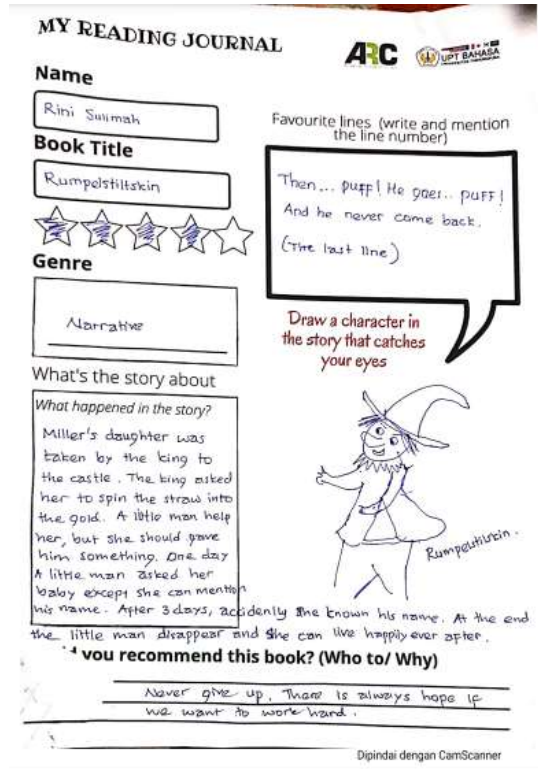 MY READING JOURNAL
ARC
UPT BAHASA
Name
Rini Sulimah
Book Title
Rumpelstiltskin
Genre
Narrative
What's the story about
What happened in the story?
Miller's daughter was
taken by the king to
the castle. The king asked
her to spin the straw into
the gold. A little man help
her, but she should gave
him something. One day
A little man asked her
baby except she can mention
his name. After 3 days, accidenly she known his name. At the end
the little man disappear and she can live happily ever after.
Favourite lines (write and mention
the line number)
Then... puff! He goes.. puff!
And he never come back.
(The last line)
Draw a character in
the story that catches
your eyes
Rumpelstilskin.
you recommend this book? (Who to/ Why)
Never give up. There is always hope if
we want to work hard.
Dipindai dengan CamScanner